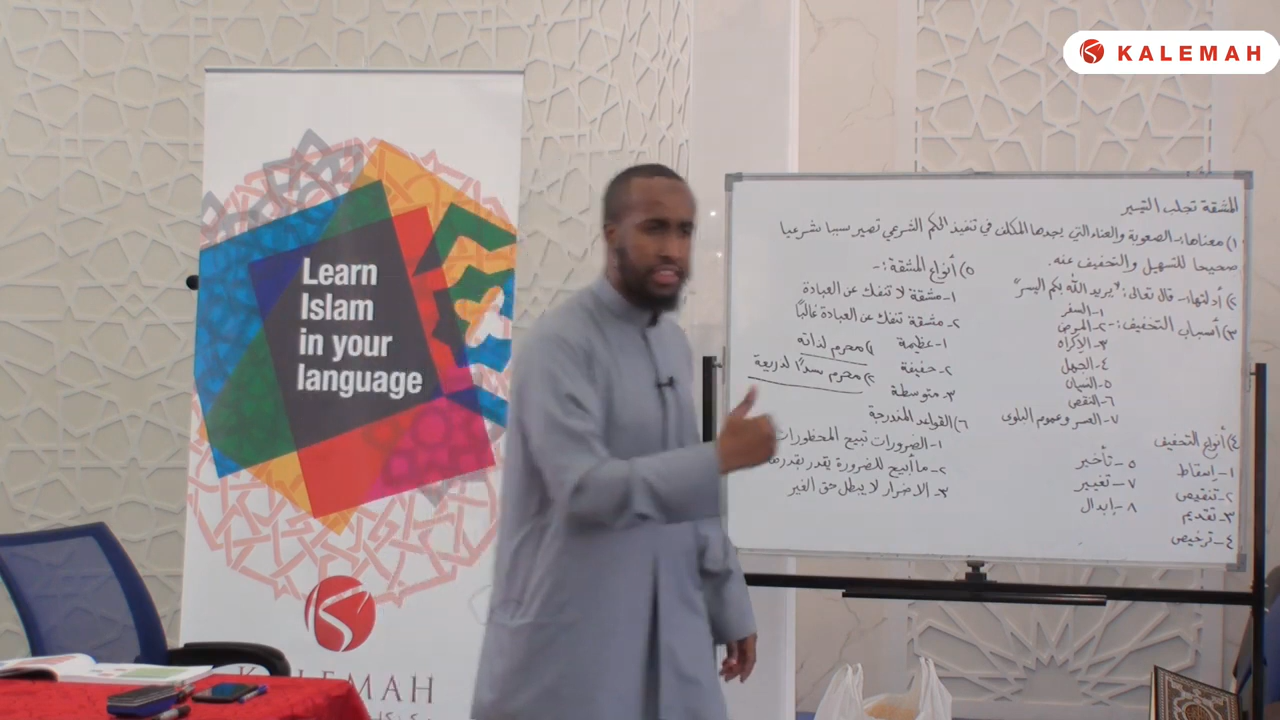 KALEMAH
Learn
Islam
in your
language
KALEMAH
المشقة تجلب التيسير
١) معناها:- الصعوبة والعناء التي يجدها المكلف في تنفيذ الحكم الشرعي تصير سببا شرعيا
صحيحا للتسهيل والتخفيف عنه.
٢) أدلتها:- قال تعالى: "يريد الله بكم اليسر"
٣) أسباب التخفيف:-
١- السفر
٢- المرض
٣- الاكراه
٤- الجهل
٥- النسيان
٦- النقص
٧- العسر وعموم البلوى
٤) أنواع التخفيف
١- إسقاط
٢- تنقيص
٣- تقديم
٤- ترخيص
٥- تأخير
٧- تغيير
٨- إبدال
٥) أنواع المشقة:-
١- مشقة لا تنفك عن العبادة
٢- مشقة تنفك عن العبادة غالبًا
١- عظيمة
٢- خفيفة
٣- متوسطة
١) محرم لذاته
٢) محرم سدًا لذريعة
٦) القواعد المندرجة
١- الضرورات تبيح المحظورات
٢- ما أبيح للضرورة يقدر بقدرها
٣- الاضرار لا يبطل حق الغير